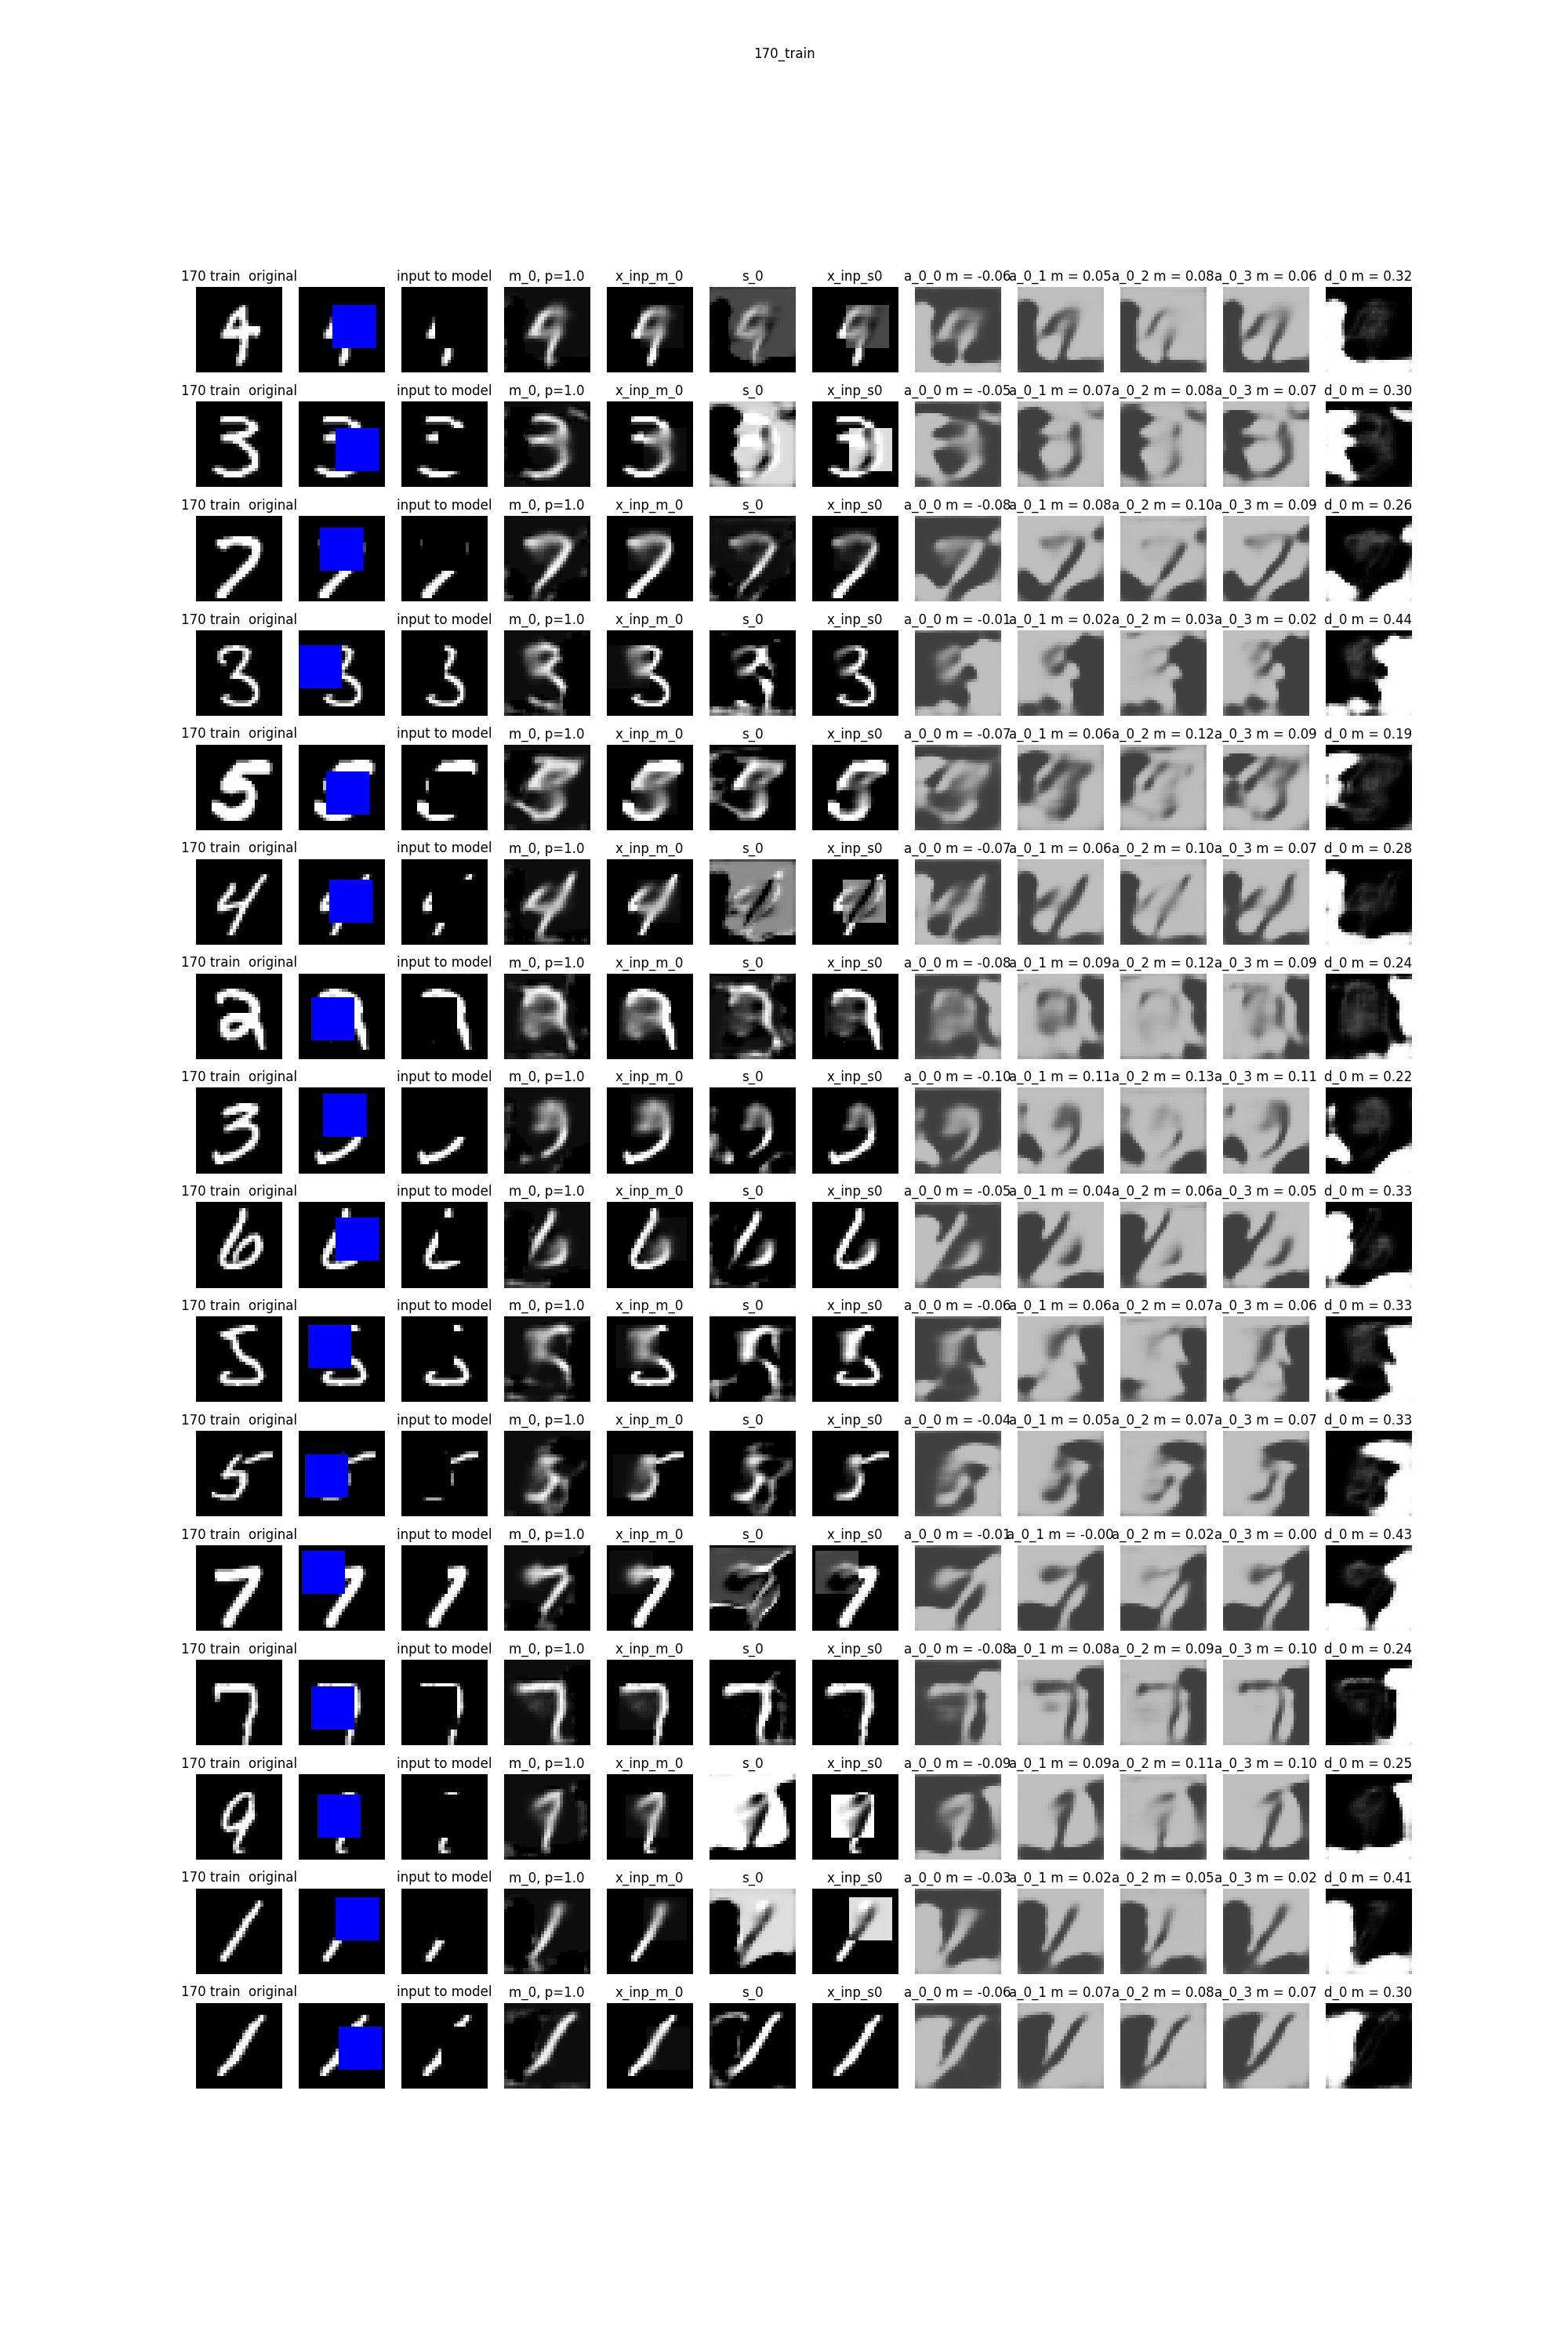 170_train
170 train  original input to model m_0, p=1.0 x_inp_m_0 s_0 x_inp_s0 a_0_0 m = -0.06 a_0_1 m = 0.05 a_0_2 m = 0.08 a_0_3 m = 0.06 d_0 m = 0.32
170 train  original input to model m_0, p=1.0 x_inp_m_0 s_0 x_inp_s0 a_0_0 m = -0.05 a_0_1 m = 0.07 a_0_2 m = 0.08 a_0_3 m = 0.07 d_0 m = 0.30
170 train  original input to model m_0, p=1.0 x_inp_m_0 s_0 x_inp_s0 a_0_0 m = -0.08 a_0_1 m = 0.08 a_0_2 m = 0.10 a_0_3 m = 0.09 d_0 m = 0.26
170 train  original input to model m_0, p=1.0 x_inp_m_0 s_0 x_inp_s0 a_0_0 m = -0.01 a_0_1 m = 0.02 a_0_2 m = 0.03 a_0_3 m = 0.02 d_0 m = 0.44
170 train  original input to model m_0, p=1.0 x_inp_m_0 s_0 x_inp_s0 a_0_0 m = -0.07 a_0_1 m = 0.06 a_0_2 m = 0.12 a_0_3 m = 0.09 d_0 m = 0.19
170 train  original input to model m_0, p=1.0 x_inp_m_0 s_0 x_inp_s0 a_0_0 m = -0.07 a_0_1 m = 0.06 a_0_2 m = 0.10 a_0_3 m = 0.07 d_0 m = 0.28
170 train  original input to model m_0, p=1.0 x_inp_m_0 s_0 x_inp_s0 a_0_0 m = -0.08 a_0_1 m = 0.09 a_0_2 m = 0.12 a_0_3 m = 0.09 d_0 m = 0.24
170 train  original input to model m_0, p=1.0 x_inp_m_0 s_0 x_inp_s0 a_0_0 m = -0.10 a_0_1 m = 0.11 a_0_2 m = 0.13 a_0_3 m = 0.11 d_0 m = 0.22
170 train  original input to model m_0, p=1.0 x_inp_m_0 s_0 x_inp_s0 a_0_0 m = -0.05 a_0_1 m = 0.04 a_0_2 m = 0.06 a_0_3 m = 0.05 d_0 m = 0.33
170 train  original input to model m_0, p=1.0 x_inp_m_0 s_0 x_inp_s0 a_0_0 m = -0.06 a_0_1 m = 0.06 a_0_2 m = 0.07 a_0_3 m = 0.06 d_0 m = 0.33
170 train  original input to model m_0, p=1.0 x_inp_m_0 s_0 x_inp_s0 a_0_0 m = -0.04 a_0_1 m = 0.05 a_0_2 m = 0.07 a_0_3 m = 0.07 d_0 m = 0.33
170 train  original input to model m_0, p=1.0 x_inp_m_0 s_0 x_inp_s0 a_0_0 m = -0.01 a_0_1 m = -0.00 a_0_2 m = 0.02 a_0_3 m = 0.00 d_0 m = 0.43
170 train  original input to model m_0, p=1.0 x_inp_m_0 s_0 x_inp_s0 a_0_0 m = -0.08 a_0_1 m = 0.08 a_0_2 m = 0.09 a_0_3 m = 0.10 d_0 m = 0.24
170 train  original input to model m_0, p=1.0 x_inp_m_0 s_0 x_inp_s0 a_0_0 m = -0.09 a_0_1 m = 0.09 a_0_2 m = 0.11 a_0_3 m = 0.10 d_0 m = 0.25
170 train  original input to model m_0, p=1.0 x_inp_m_0 s_0 x_inp_s0 a_0_0 m = -0.03 a_0_1 m = 0.02 a_0_2 m = 0.05 a_0_3 m = 0.02 d_0 m = 0.41
170 train  original input to model m_0, p=1.0 x_inp_m_0 s_0 x_inp_s0 a_0_0 m = -0.06 a_0_1 m = 0.07 a_0_2 m = 0.08 a_0_3 m = 0.07 d_0 m = 0.30